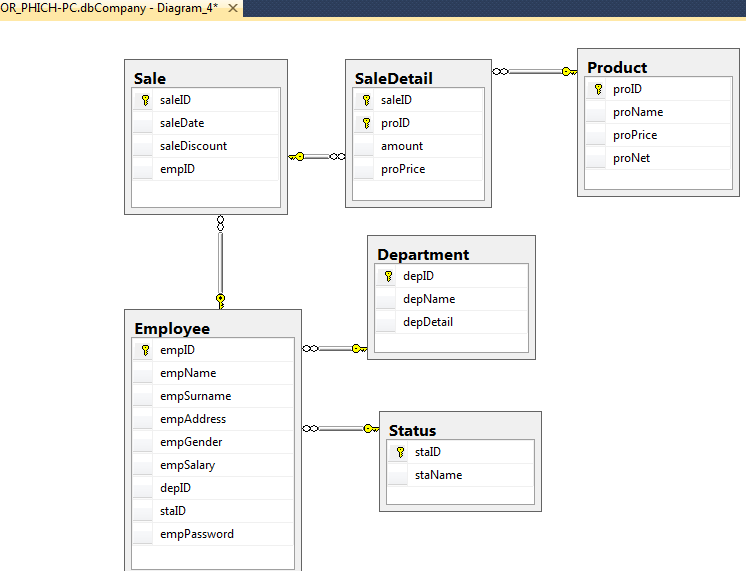 OR_PHICH-PC.dbCompany - Diagram_4*
Sale
saleID
saleDate
saleDiscount
empID
SaleDetail
saleID
proID
amount
proPrice
Product
proID
proName
proPrice
proNet
Department
depID
depName
depDetail
Employee
empID
empName
empSurname
empAddress
empGender
empSalary
depID
staID
empPassword
Status
staID
staName